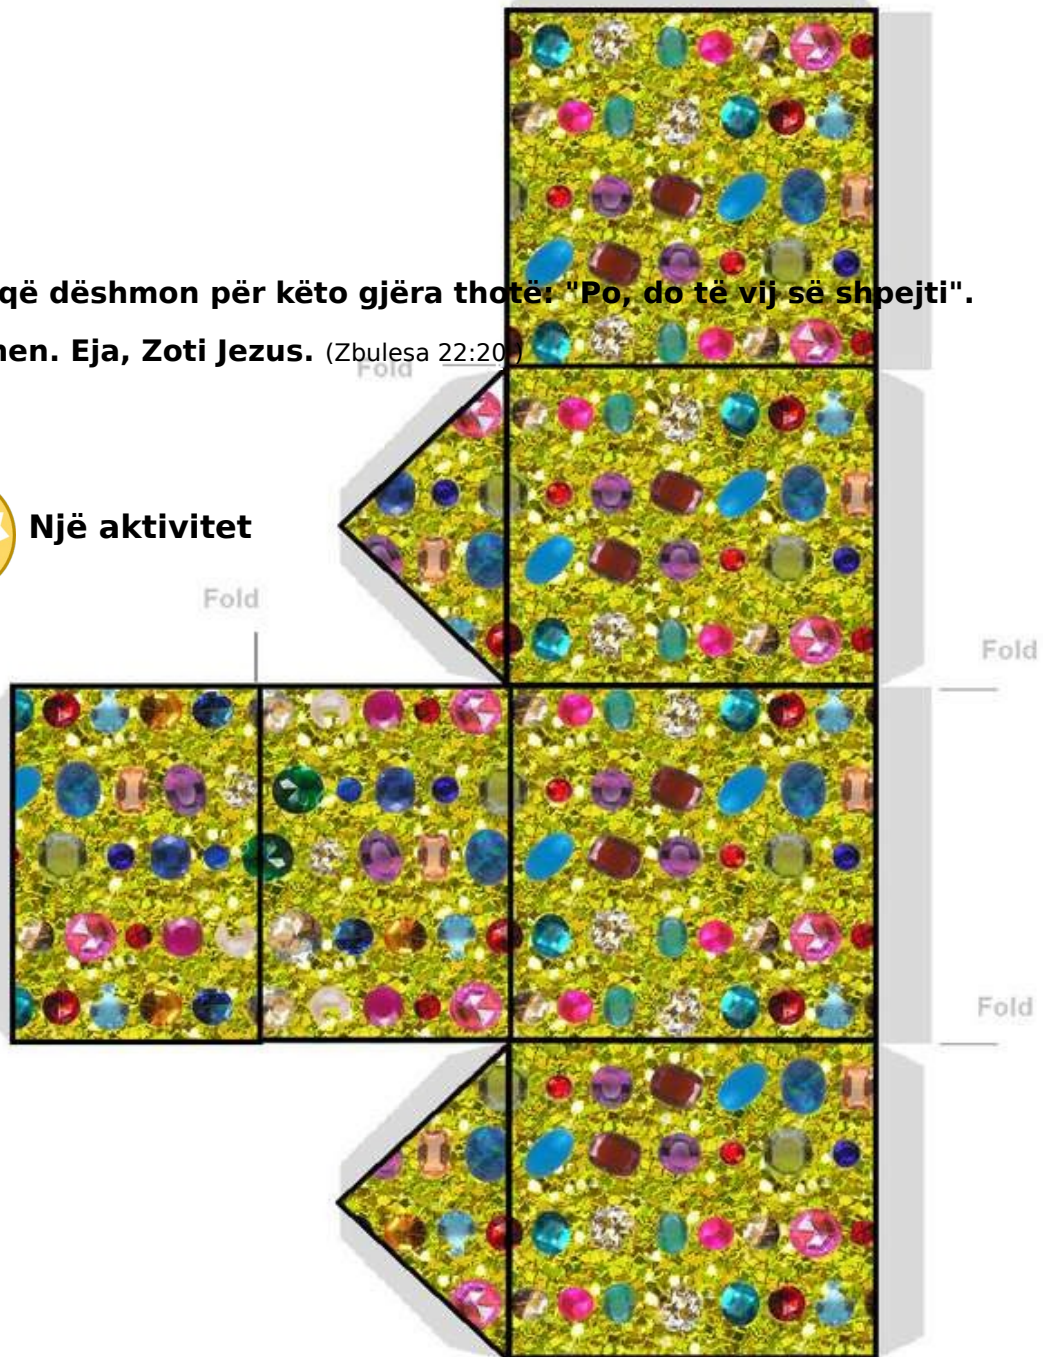 që dëshmon për këto gjëra thotë: "Po, do të vij së shpejti".
Eja, Zoti Jezus. (Zbulesa 22:20)
Fold
Një aktivitet
Fold
Fold
Fold